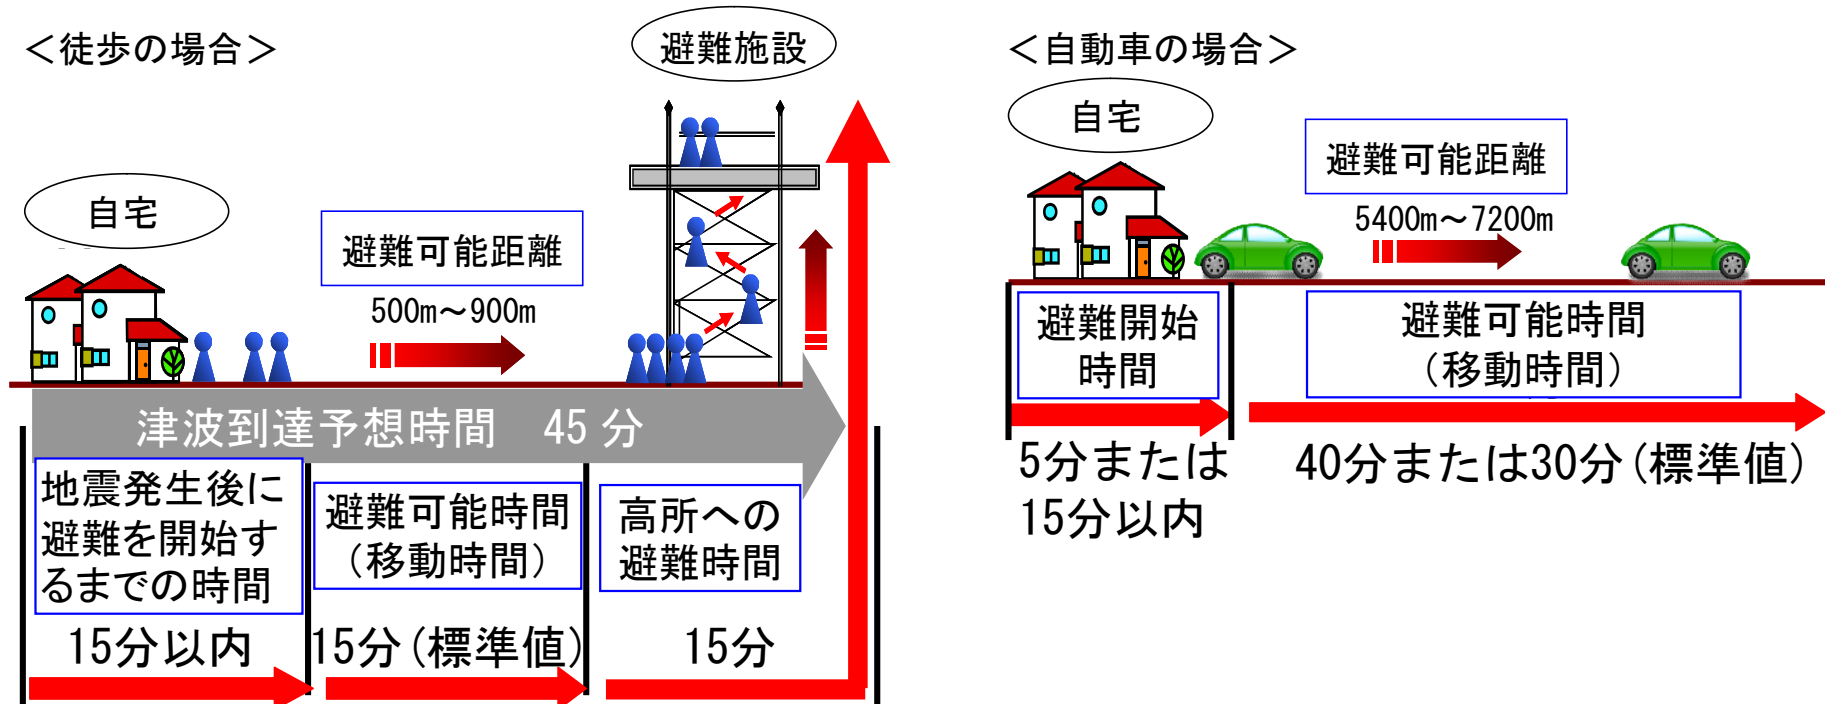 ＜徒歩の場合＞
避難施設
自宅
避難可能距離
500m～900m
津波到達予想時間　45 分
地震発生後に
避難を開始す
るまでの時間
15分以内
避難可能時間
（移動時間）
15分(標準値)
高所への
避難時間
15分
＜自動車の場合＞
自宅
避難可能距離
5400m～7200m
避難開始
時間
5分または
15分以内
避難可能時間
（移動時間）
40分または30分(標準値)